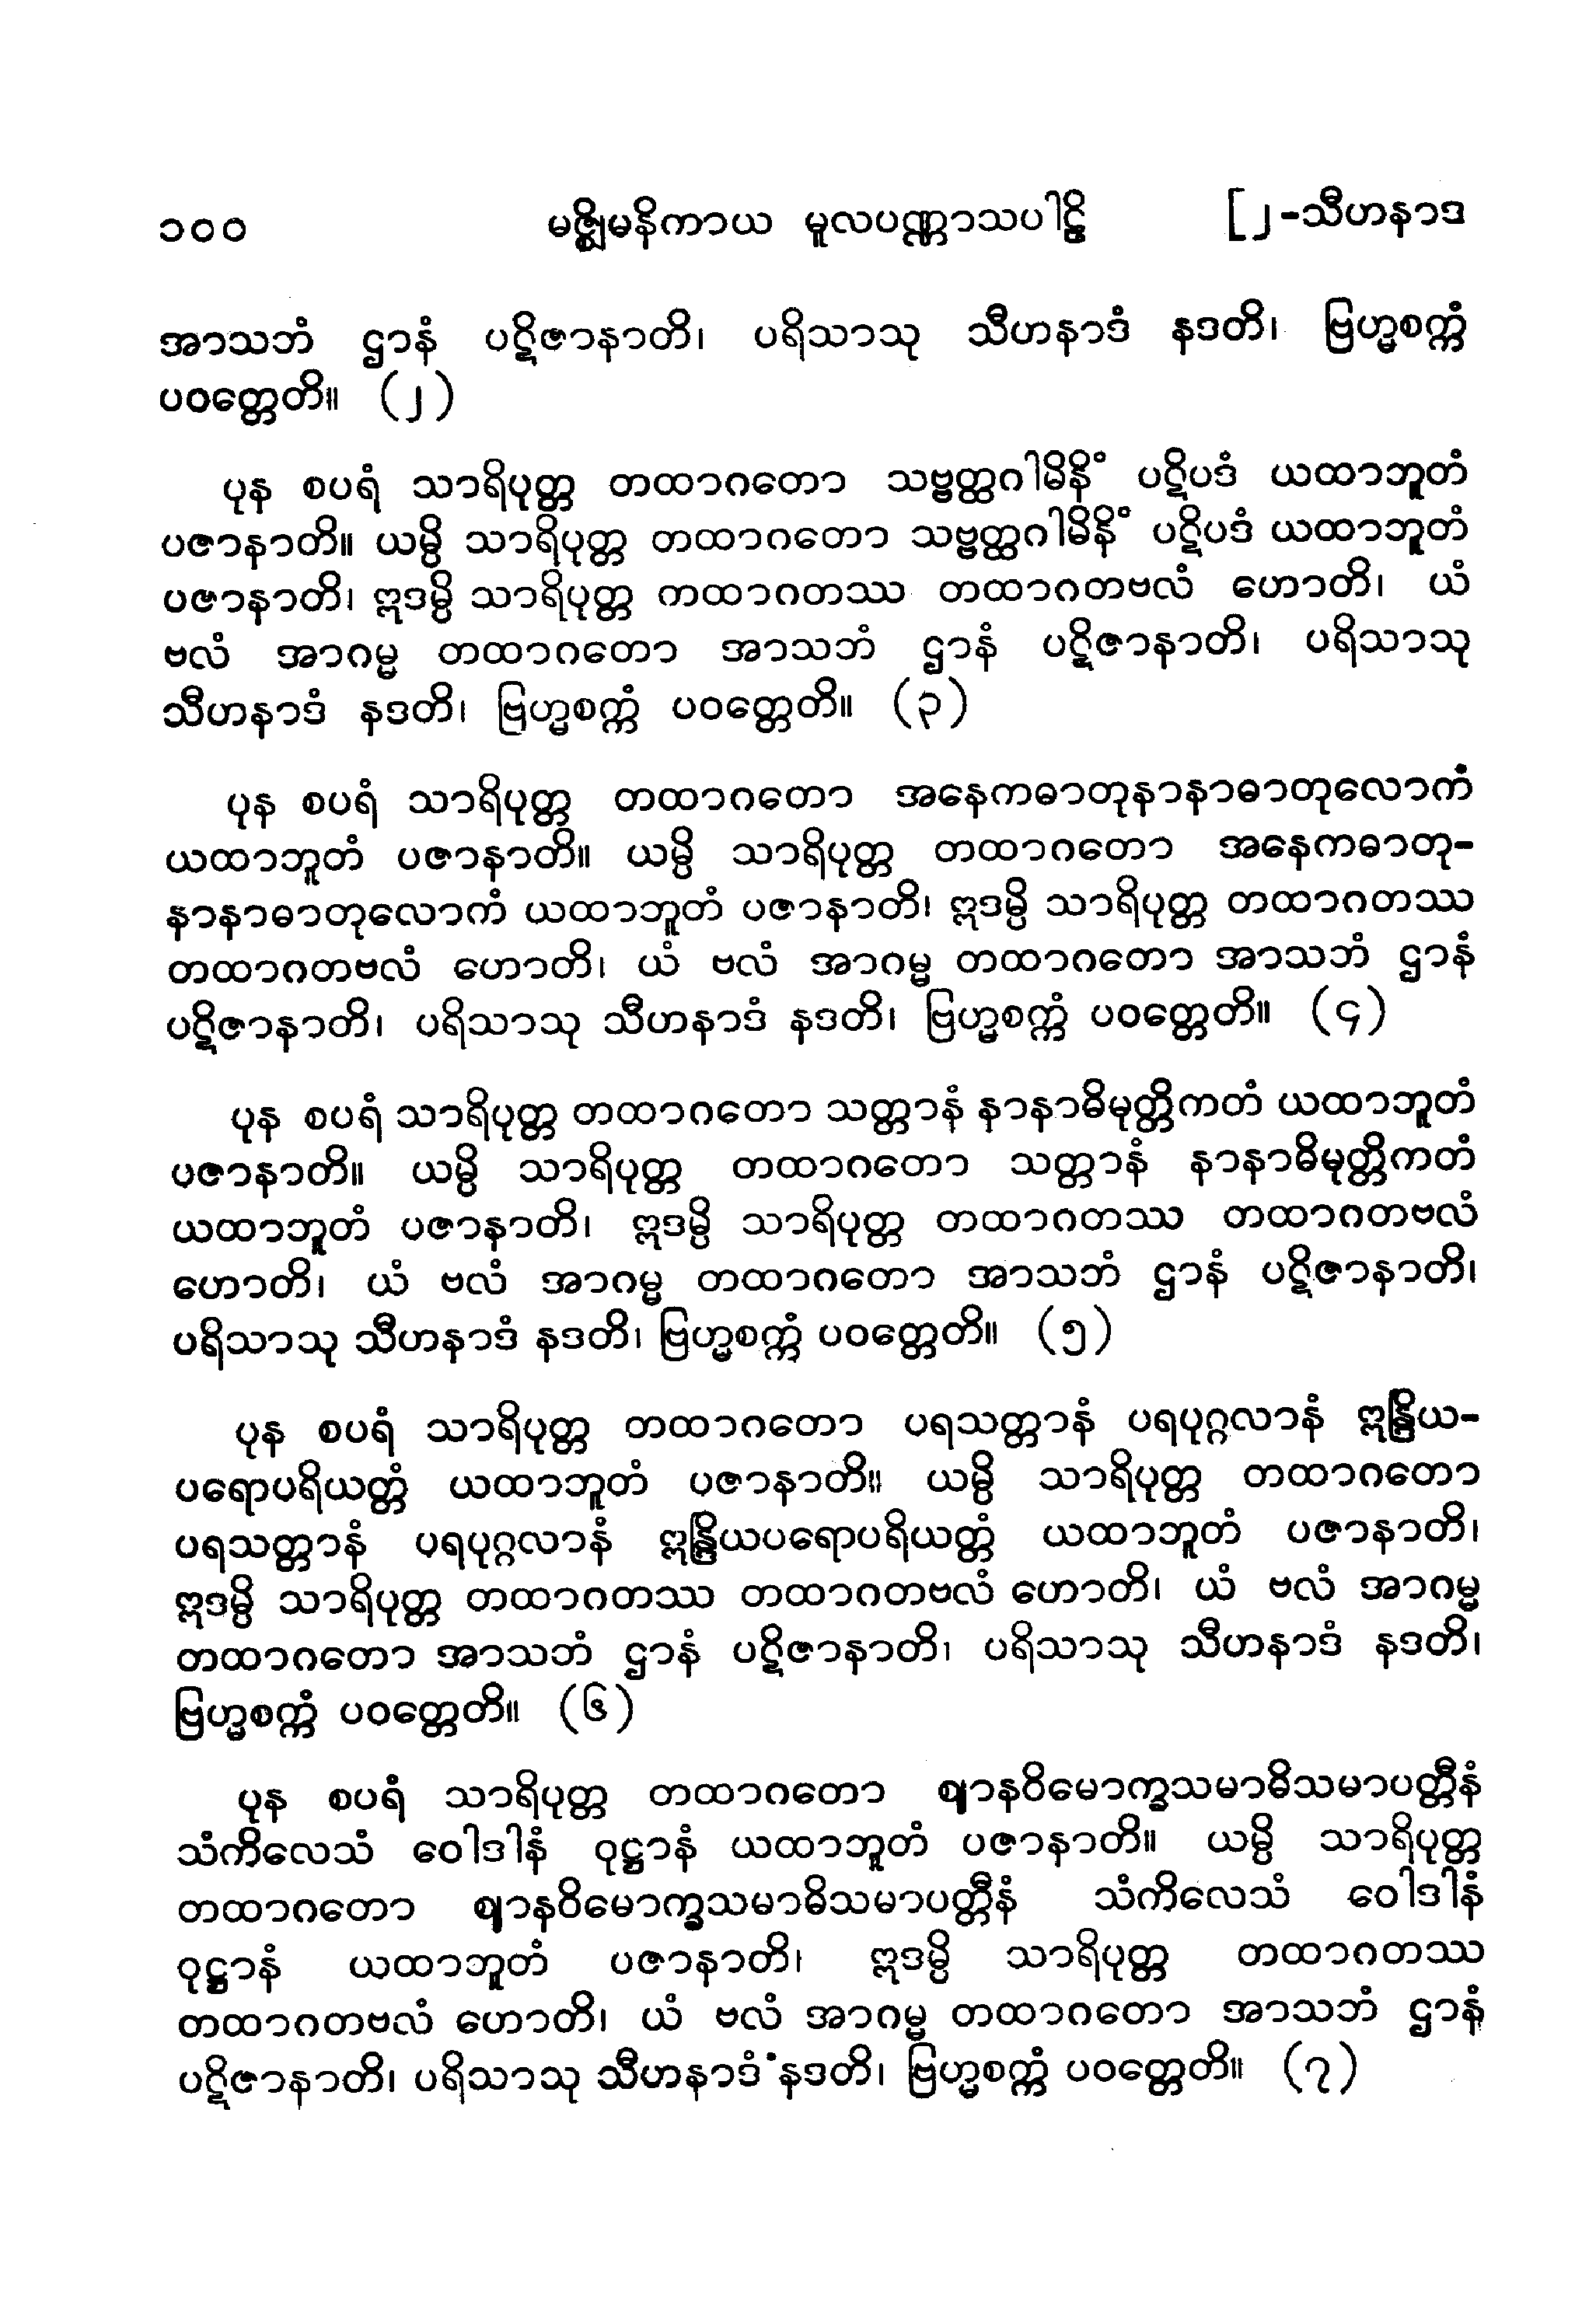 ၁၀၀ မဇ္ဈိမနိကာယ မူလပဏ္ဏာသပါဠိ [၂-သီဟနာဒ
အာသဘံ ဌာနံ ပဋိဇာနာတိ၊ ပရိသာသု သီဟနာဒံ နဒတိ၊ ဗြဟ္မစက္ကံ
ပဝတ္တေတိ။ (၂)
ပုန စပရံ သာရိပုတ္တ တထာဂတော သဗ္ဗတ္ထဂါမိနိံ ပဋိပဒံ ယထာဘူတံ
ပဇာနာတိ။ ယမ္ပိ သာရိပုတ္တ တထာဂတော သဗ္ဗတ္ထဂါမိနိံ ပဋိပဒံ ယထာဘူတံ
ပဇာနာတိ၊ ဣဒမ္ပိ သာရိပုတ္တ ကထာဂတဿ တထာဂတဗလံ ဟောတိ၊ ယံ
ဗလံ အာဂမ္မ တထာဂတော အာသဘံ ဌာနံ ပဋိဇာနာတိ၊ ပရိသာသု
သီဟနာဒံ နဒတိ၊ ဗြဟ္မစက္ကံ ပဝတ္တေတိ။ (၃)
ပုန စပရံ သာရိပုတ္တ တထာဂတော အနေကဓာတုနာနာဓာတုလောကံ
ယထာဘူတံ ပဇာနာတိ။ ယမ္ပိ သာရိပုတ္တ တထာဂတော အနေကဓာတု-
နာနာဓာတုလောကံ ယထာဘူတံ ပဇာနာတိ၊ ဣဒမ္ပိ သာရိပုတ္တ တထာဂတဿ
တထာဂတဗလံ ဟောတိ၊ ယံ ဗလံ အာဂမ္မ တထာဂတော အာသဘံ ဌာနံ
ပဋိဇာနာတိ၊ ပရိသာသု သီဟနာဒံ နဒတိ၊ ဗြဟ္မစက္ကံ ပဝတ္တေတိ။ (၄)
ပုန စပရံ သာရိပုတ္တ တထာဂတော သတ္တာနံ နာနာဓိမုတ္တိကတံ ယထာဘူတံ
ပဇာနာတိ။ ယမ္ပိ သာရိပုတ္တ တထာဂတော သတ္တာနံ နာနာဓိမုတ္တိကတံ
ယထာဘူတံ ပဇာနာတိ၊ ဣဒမ္ပိ သာရိပုတ္တ တထာဂတဿ တထာဂတဗလံ
ဟောတိ၊ ယံ ဗလံ အာဂမ္မ တထာဂတော အာသဘံ ဌာနံ ပဋိဇာနာတိ၊
ပရိသာသု သီဟနာဒံ နဒတိ၊ ဗြဟ္မစက္ကံ ပဝတ္တေတိ။ (၅)
ပုန စပရံ သာရိပုတ္တ တထာဂတော ပရသတ္တာနံ ပရပုဂ္ဂလာနံ ဣန္ဒြိယ-
ပရောပရိယတ္တံ ယထာဘူတံ ပဇာနာတိ။ ယမ္ပိ သာရိပုတ္တ တထာဂတော
ပရသတ္တာနံ ပရပုဂ္ဂလာနံ ဣန္ဒြိယပရောပရိယတ္တံ ယထာဘူတံ ပဇာနာတိ၊
ဣဒမ္ပိ သာရိပုတ္တ တထာဂတဿ တထာဂတဗလံ ဟောတိ၊ ယံ ဗလံ အာဂမ္မ
တထာဂတော အာသဘံ ဌာနံ ပဋိဇာနာတိ၊ ပရိသာသု သီဟနာဒံ နဒတိ၊
ဗြဟ္မစက္ကံ ပဝတ္တေတိ။ (၆)
ပုန စပရံ သာရိပုတ္တ တထာဂတော ဈာနဝိမောက္ခသမာဓိသမာပတ္တီနံ
သံကိလေသံ ဝေါဒါနံ ဝုဋ္ဌာနံ ယထာဘူတံ ပဇာနာတိ။ ယမ္ပိ သာရိပုတ္တ
တထာဂတော ဈာနဝိမောက္ခသမာဓိသမာပတ္တီနံ သံကိလေသံ ဝေါဒါနံ
ဝုဋ္ဌာနံ ယထာဘူတံ ပဇာနာတိ၊ ဣဒမ္ပိ သာရိပုတ္တ တထာဂတဿ
တထာဂတဗလံ ဟောတိ၊ ယံ ဗလံ အာဂမ္မ တထာဂတော အာသဘံ ဌာနံ
ပဋိဇာနာတိ၊ ပရိသာသု သီဟနာဒံ နဒတိ၊ ဗြဟ္မစက္ကံ ပဝတ္တေတိ။ (၇)